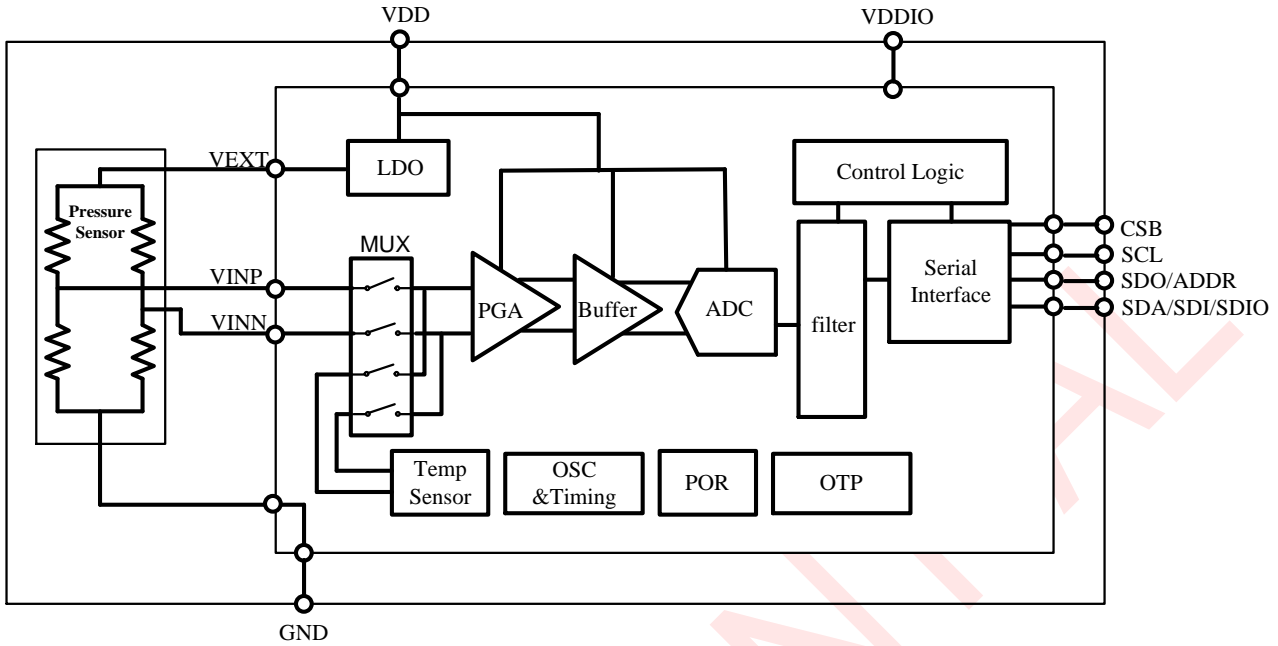 VDD
VDDIO
VEXT
LDO
Control Logic
Pressure
Sensor
MUX
CSB
SCL
SDO/ADDR
SDA/SDI/SDIO
VINP
VINN
PGA
Buffer
ADC
filter
Serial
Interface
Temp
Sensor
OSC
&Timing
POR
OTP
GND